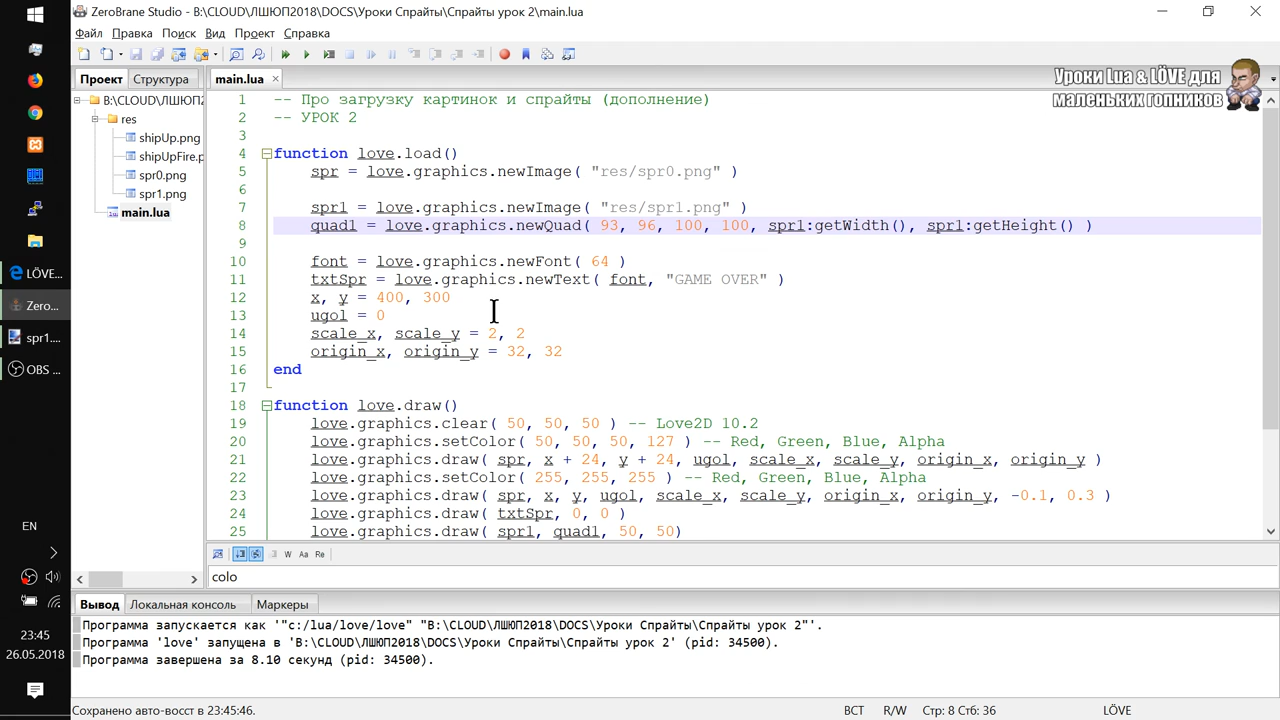 ZeroBrane Studio - B:\CLOUD\ЛШЮП2018\DOCS\Уроки Спрайты\Спрайты урок 2\main.lua
Файл Правка Поиск Вид Проект Справка
Проект Структура
main.lua
Уроки Lua & LÖVE для
маленьких гопников
B:\CLOUD\ЛШЮП2
res
shipUp.png
shipUpFire.p
spr0.png
spr1.png
main.lua
1 -- Про загрузку картинок и спрайты (дополнение)
2 -- УРОК 2
3
4 function love.load()
5 spr = love.graphics.newImage( "res/spr0.png" )
6
7 spr1 = love.graphics.newImage( "res/spr1.png" )
8 quad1 = love.graphics.newQuad( 93, 96, 100, 100, spr1:getWidth(), spr1:getHeight() )
9
10 font = love.graphics.newFont( 64 )
11 txtSpr = love.graphics.newText( font, "GAME OVER" )
12 x, y = 400, 300
13 ugol = 0
14 scale_x, scale_y = 2, 2
15 origin_x, origin_y = 32, 32
16 end
17
18 function love.draw()
19 love.graphics.clear( 50, 50, 50 ) -- Love2D 10.2
20 love.graphics.setColor( 50, 50, 50, 127 ) -- Red, Green, Blue, Alpha
21 love.graphics.draw( spr, x + 24, y + 24, ugol, scale_x, scale_y, origin_x, origin_y )
22 love.graphics.setColor( 255, 255, 255 ) -- Red, Green, Blue, Alpha
23 love.graphics.draw( spr, x, y, ugol, scale_x, scale_y, origin_x, origin_y, -0.1, 0.3 )
24 love.graphics.draw( txtSpr, 0, 0 )
25 love.graphics.draw( spr1, quad1, 50, 50)
W Aa Re
colo
Вывод Локальная консоль Маркеры
Программа запускается как '"c:/lua/love/love" "B:\CLOUD\ЛШЮП2018\DOCS\Уроки Спрайты\Спрайты урок 2"'.
Программа 'love' запущена в 'B:\CLOUD\ЛШЮП2018\DOCS\Уроки Спрайты\Спрайты урок 2' (pid: 34500).
Программа завершена за 8.10 секунд (pid: 34500).
Сохранено авто-восст в 23:45:46.
ВСТ R/W Стр: 8 Стб: 36 LÖVE
LÖVE...
Zero...
spr1....
OBS ...
EN
23:45
26.05.2018